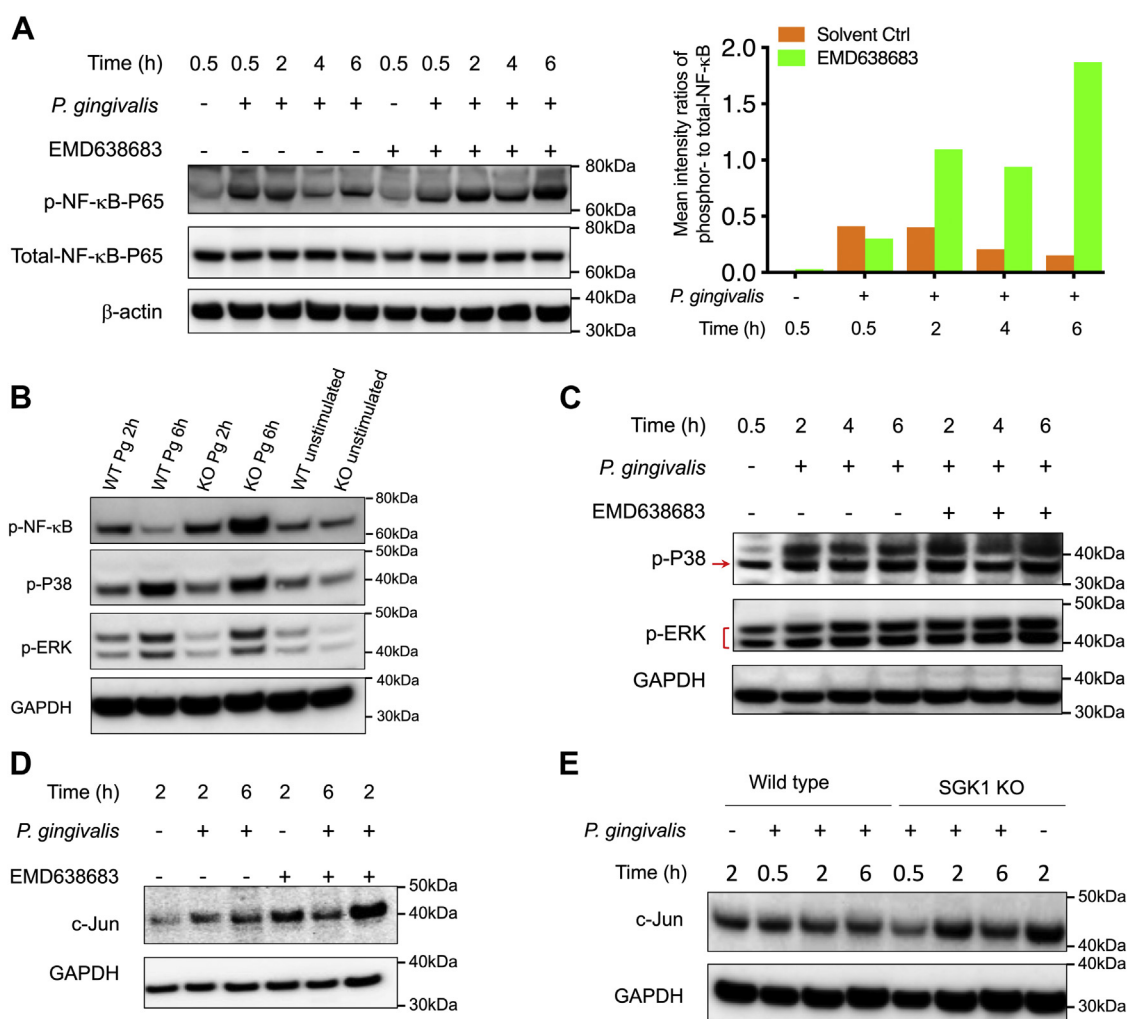 A
Time (h) 0.5 0.5 2 4 6 0.5 0.5 2 4 6
P. gingivalis - + + + + - + + + +
EMD638683 - - - - - + + + + +
80kDa
p-NF-κB-P65
60kDa
80kDa
Total-NF-κB-P65
60kDa
40kDa
β-actin
30kDa
Solvent Ctrl
EMD638683
Mean intensity ratios of
phosphor- to total-NF-κB
2.0
1.5
1.0
0.5
0.0
P. gingivalis - + + + +
Time (h) 0.5 0.5 2 4 6
B
WT Pg 2h
WT Pg 6h
KO Pg 2h
KO Pg 6h
WT unstimulated
KO unstimulated
80kDa
p-NF-κB
60kDa
50kDa
p-P38
40kDa
50kDa
p-ERK
40kDa
40kDa
GAPDH
30kDa
C
Time (h) 0.5 2 4 6 2 4 6
P. gingivalis - + + + + + +
EMD638683 - - - - + + +
p-P38
40kDa
30kDa
50kDa
p-ERK
40kDa
GAPDH
40kDa
30kDa
D
Time (h) 2 2 6 2 6 2
P. gingivalis - + + - + +
EMD638683 - - - + + +
50kDa
c-Jun
40kDa
40kDa
GAPDH
30kDa
E
Wild type SGK1 KO
P. gingivalis - + + + + + + -
Time (h) 2 0.5 2 6 0.5 2 6 2
50kDa
c-Jun
40kDa
40kDa
GAPDH
30kDa